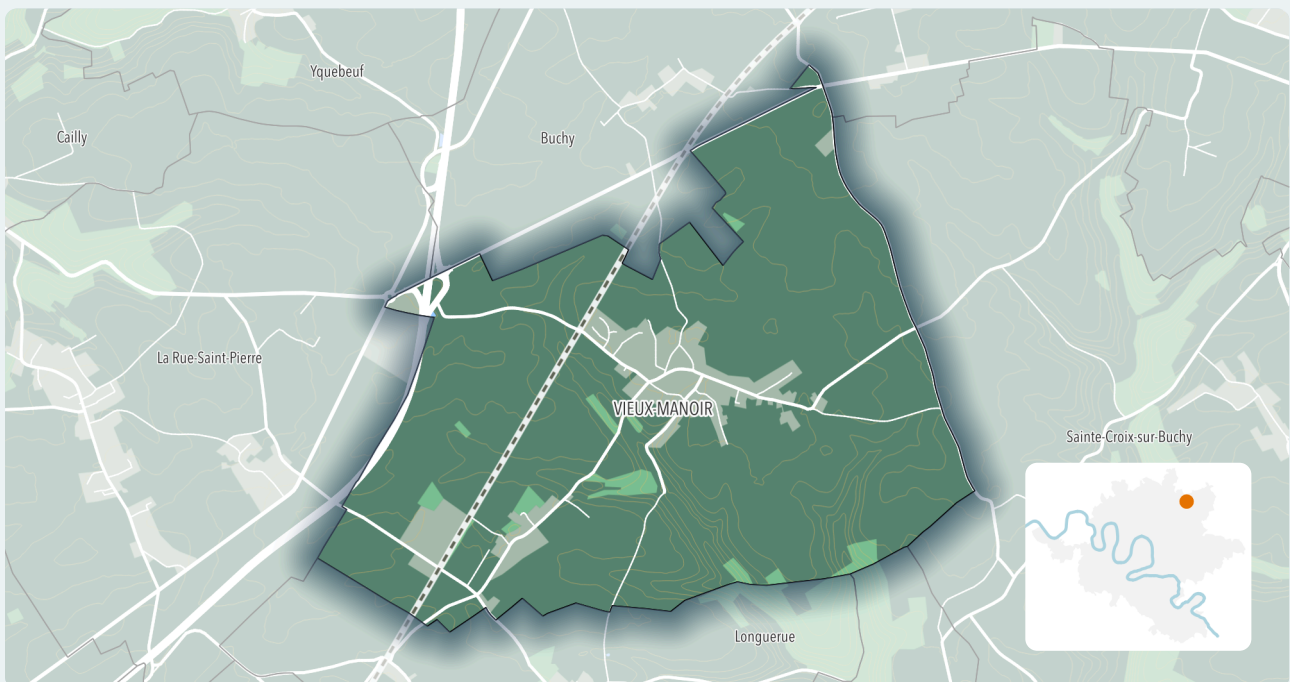 Yquebeuf
Cailly
Buchy
La Rue-Saint-Pierre
VIEUX-MANOIR
Sainte-Croix-sur-Buchy
Longuerue